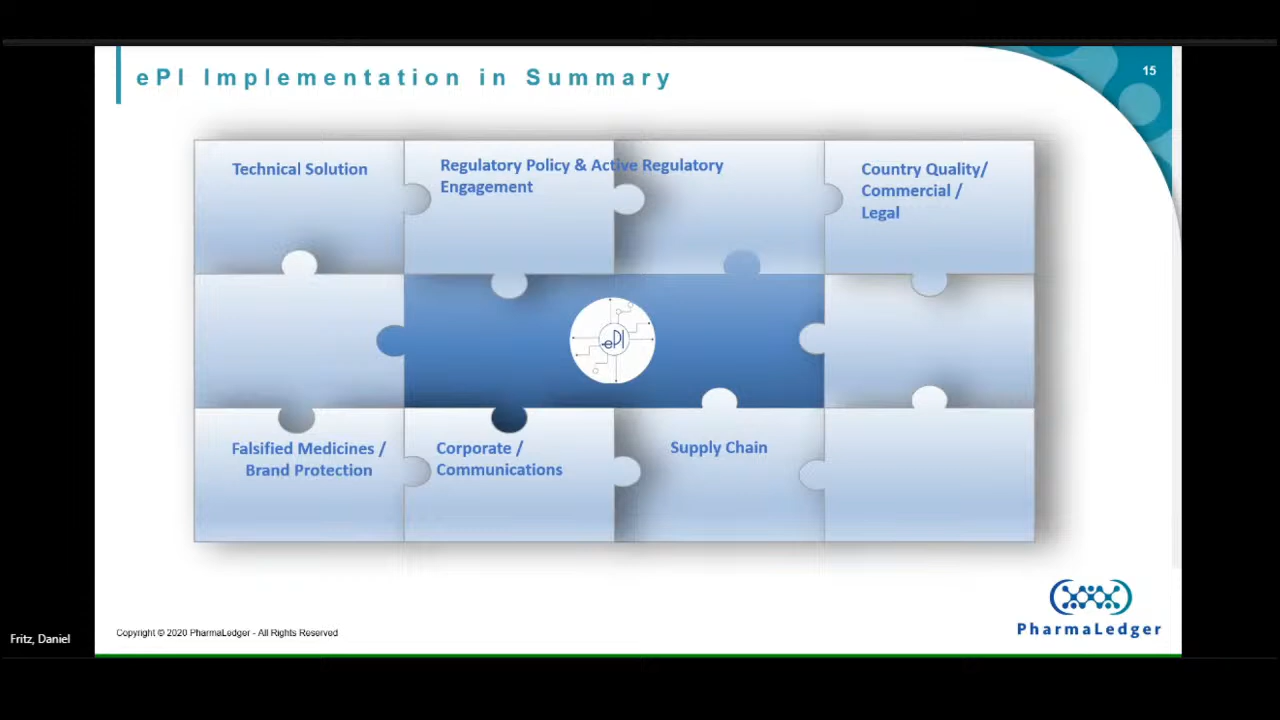 ePI Implementation in Summary
15
Technical Solution
Regulatory Policy & Active Regulatory
Engagement
Country Quality/
Commercial /
Legal
ePI
Falsified Medicines /
Brand Protection
Corporate /
Communications
Supply Chain
Fritz, Daniel
Copyright © 2020 PharmaLedger - All Rights Reserved
PharmaLedger